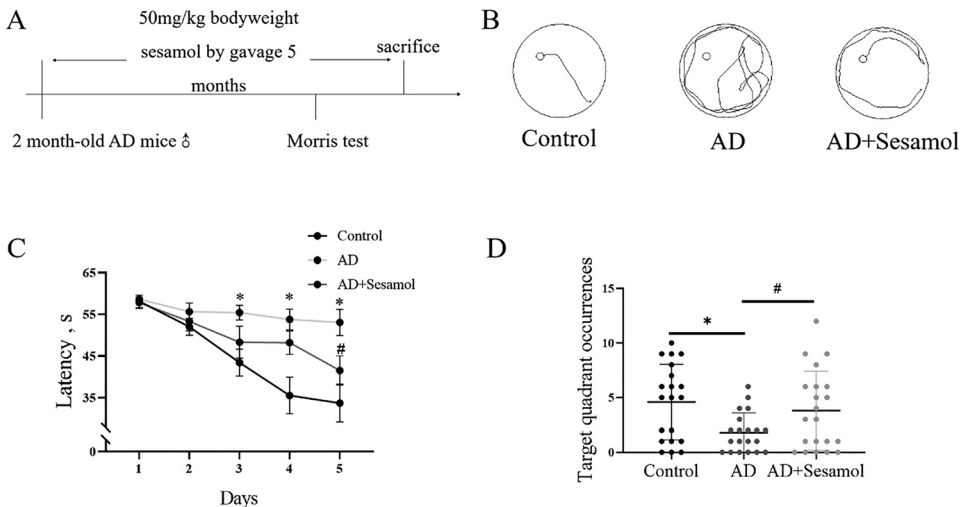 A
50mg/kg bodyweight
sesamol by gavage 5
months
sacrifice
2 month-old AD mice ♂
Morris test
B
Control
AD
AD+Sesamol
C
Control
AD
AD+Sesamol
Latency , s
65
55
45
35
0
*
*
*
#
1 2 3 4 5
Days
D
Target quadrant occurrences
15
10
5
0
*
#
Control AD AD+Sesamol